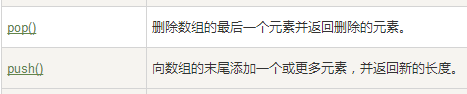 pop() 删除数组的最后一个元素并返回删除的元素。
push() 向数组的末尾添加一个或更多元素，并返回新的长度。